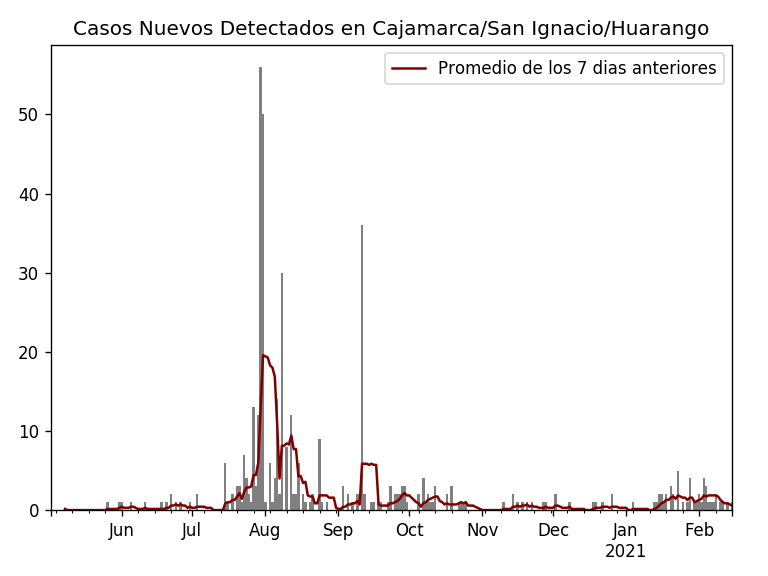 Casos Nuevos Detectados en Cajamarca/San Ignacio/Huarango
Promedio de los 7 dias anteriores
50
40
30
20
10
0
Jun Jul Aug Sep Oct Nov Dec Jan Feb
2021